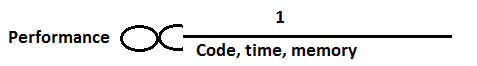 Performance ∝ 1
Code, time, memory